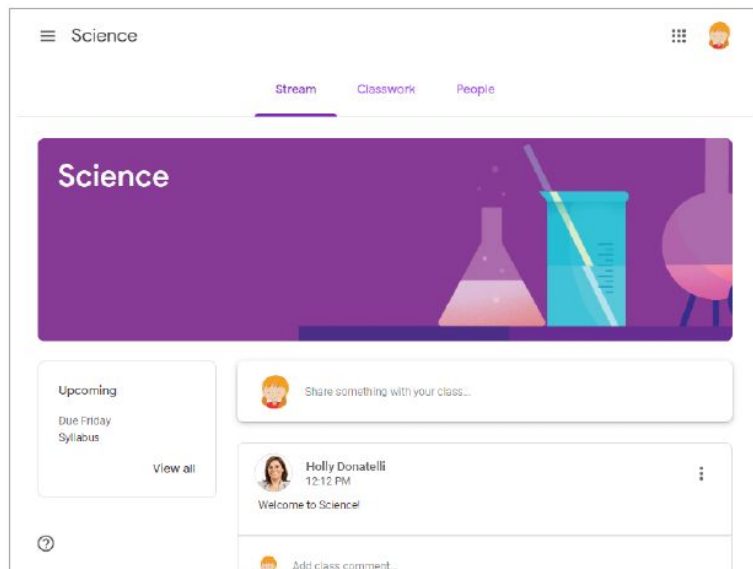 Science
Stream Classwork People
Science
Upcoming
Due Friday
Syllabus
View all
Share something with your class...
Holly Donatelli
12:12 PM
Welcome to Science!
Add class comment...